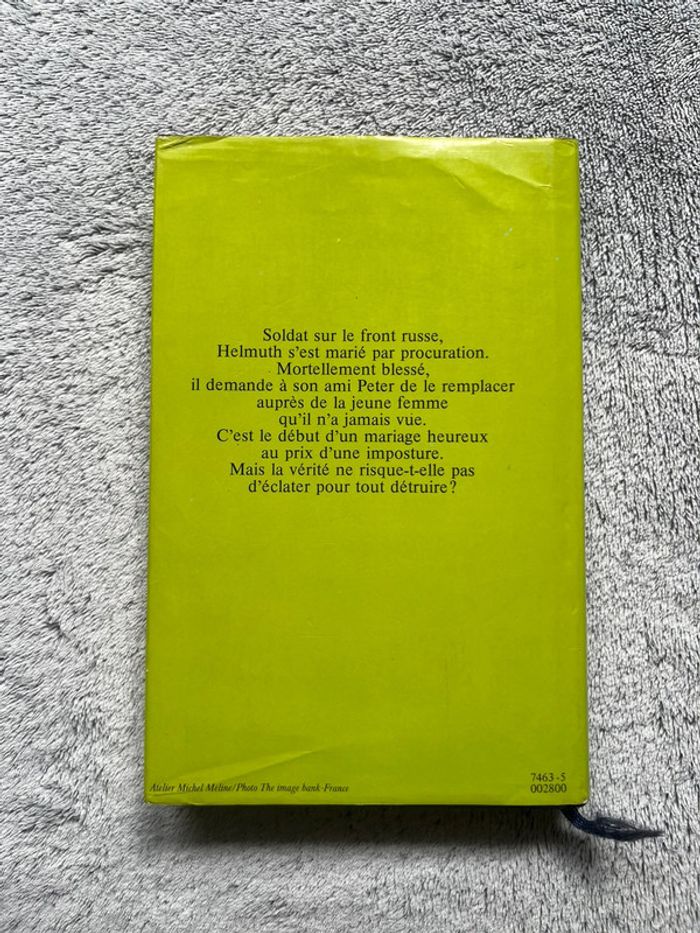 Soldat sur le front russe,
Helmuth s'est marié par procuration.
Mortellement blessé,
il demande à son ami Peter de le remplacer
auprès de la jeune femme
qu'il n'a jamais vue.
C'est le début d'un mariage heureux
au prix d'une imposture.
Mais la vérité ne risque-t-elle pas
d'éclater pour tout détruire ?
7463-5
002800
Atelier Michel Méline/Photo The image bank-France